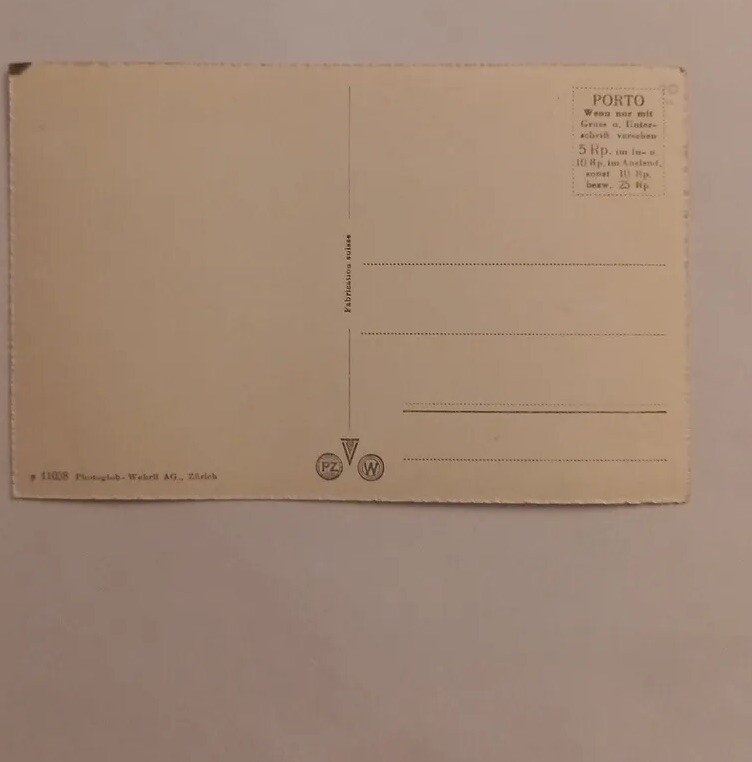 PORTO
Wenn nur mit
Gruss u. Unter-
schrift versehen
5 Rp. im In- u.
10 Rp. im Ausland,
sonst 10 Rp.
bezw. 25 Rp.
Fabrication suisse
PZ W
11038 Photoglob-Wehrli AG., Zürich